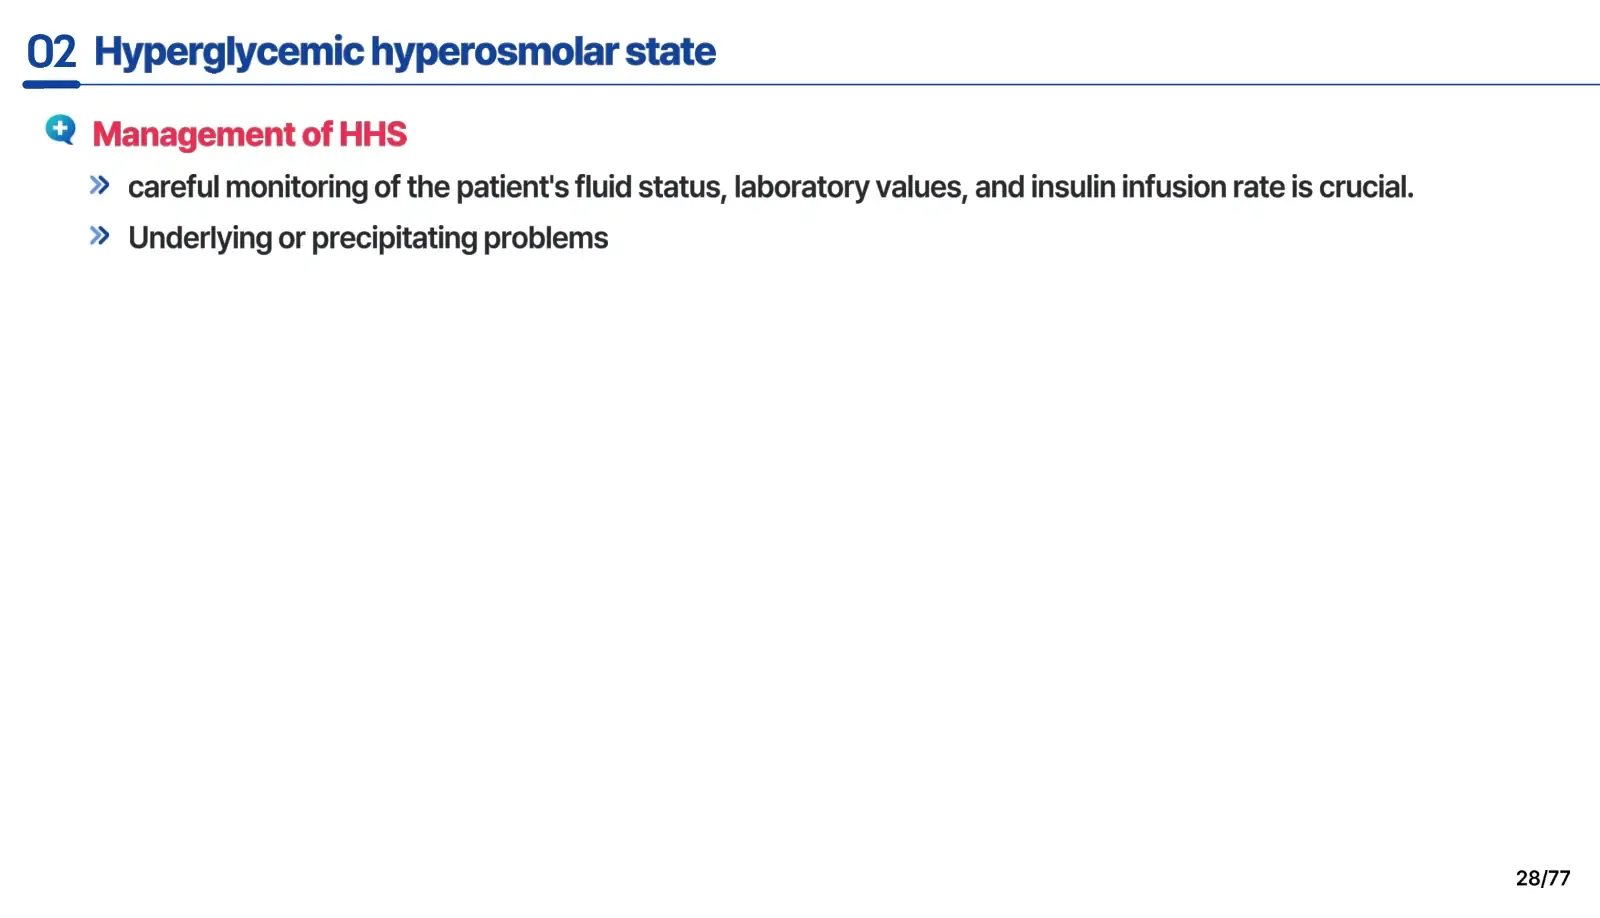 02 Hyperglycemic hyperosmolar state
Management of HHS
careful monitoring of the patient's fluid status, laboratory values, and insulin infusion rate is crucial.
Underlying or precipitating problems
28/77